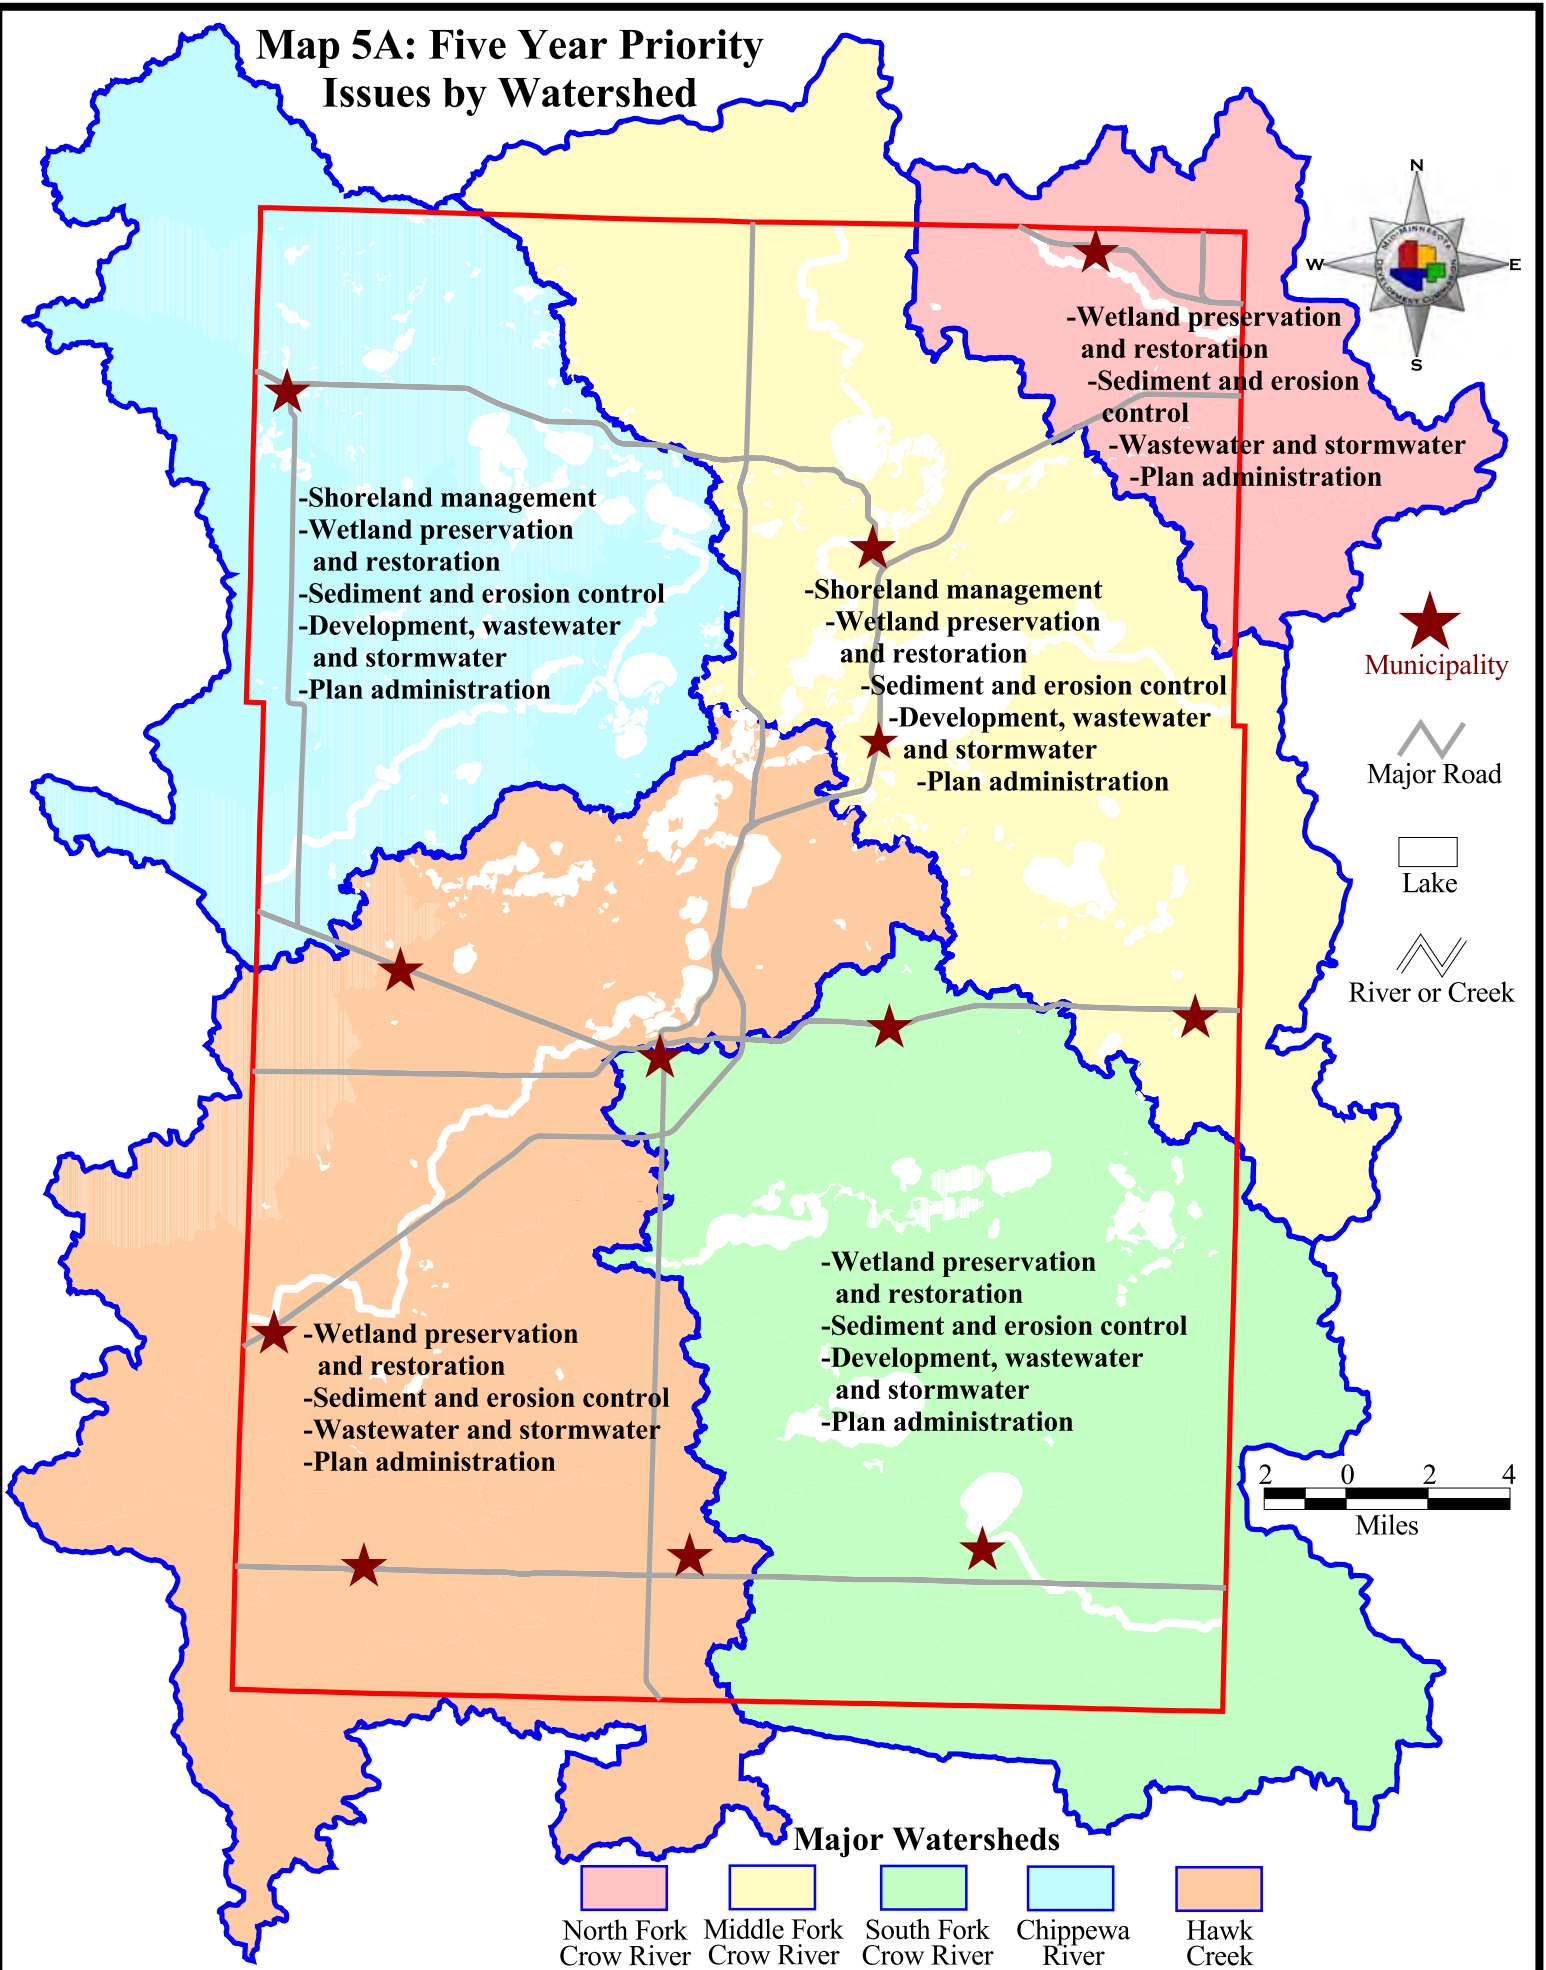 Map 5A: Five Year Priority
Issues by Watershed
N
W
E
S
MID-MINNESOTA
DEVELOPMENT COMMISSION
-Wetland preservation
and restoration
-Sediment and erosion
control
-Wastewater and stormwater
-Plan administration
-Shoreland management
-Wetland preservation
and restoration
-Sediment and erosion control
-Development, wastewater
and stormwater
-Plan administration
-Shoreland management
-Wetland preservation
and restoration
-Sediment and erosion control
-Development, wastewater
and stormwater
-Plan administration
Municipality
Major Road
Lake
River or Creek
-Wetland preservation
and restoration
-Sediment and erosion control
-Development, wastewater
and stormwater
-Plan administration
-Wetland preservation
and restoration
-Sediment and erosion control
-Wastewater and stormwater
-Plan administration
2 0 2 4
Miles
Major Watersheds
North Fork
Crow River
Middle Fork
Crow River
South Fork
Crow River
Chippewa
River
Hawk
Creek